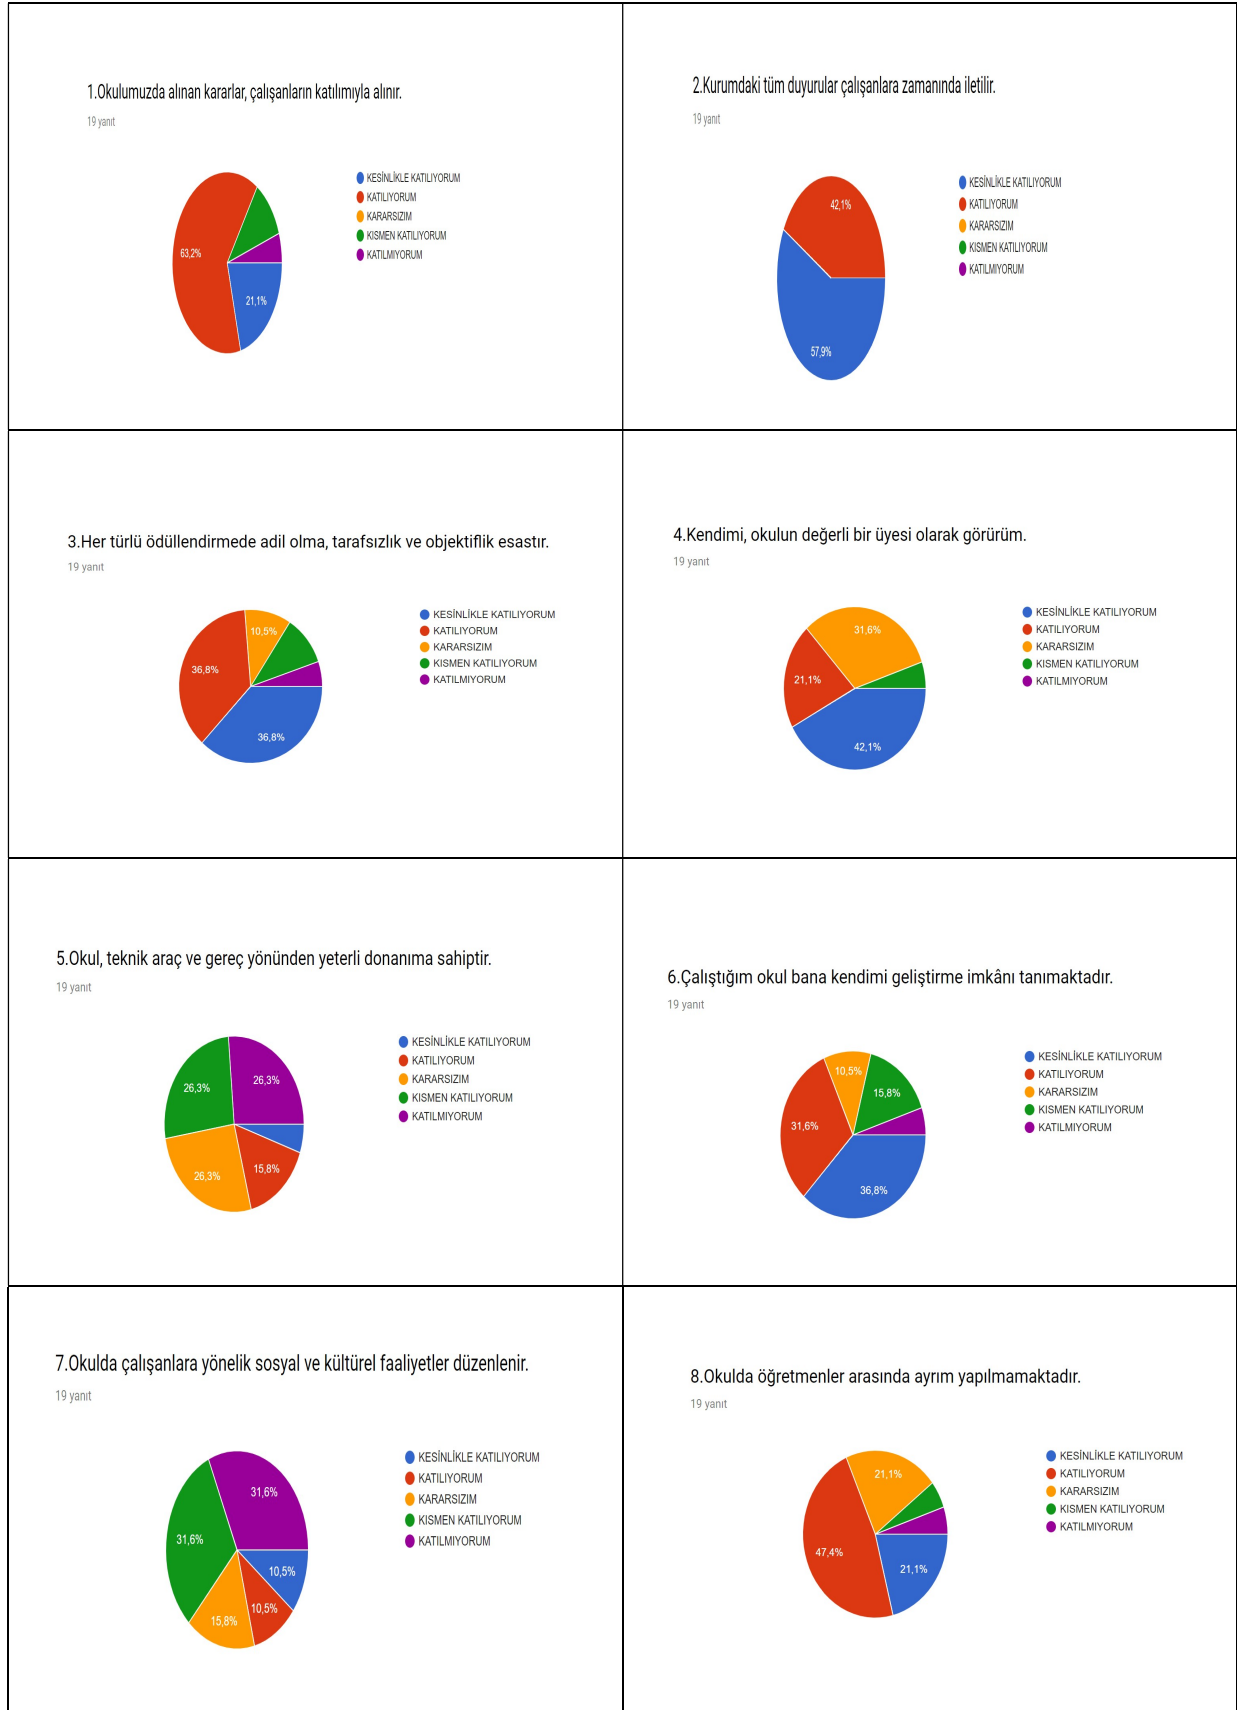 1.Okulumuzda alınan kararlar, çalışanların katılımıyla alınır.
19 yanıt
KESİNLİKLE KATILIYORUM
KATILIYORUM
KARARSIZIM
KISMEN KATILIYORUM
KATILMIYORUM
63,2%
21,1%
2.Kurumdaki tüm duyurular çalışanlara zamanında iletilir.
19 yanıt
KESİNLİKLE KATILIYORUM
KATILIYORUM
KARARSIZIM
KISMEN KATILIYORUM
KATILMIYORUM
42,1%
57,9%
3.Her türlü ödüllendirmede adil olma, tarafsızlık ve objektiflik esastır.
19 yanıt
KESİNLİKLE KATILIYORUM
KATILIYORUM
KARARSIZIM
KISMEN KATILIYORUM
KATILMIYORUM
10,5%
36,8%
36,8%
4.Kendimi, okulun değerli bir üyesi olarak görürüm.
19 yanıt
KESİNLİKLE KATILIYORUM
KATILIYORUM
KARARSIZIM
KISMEN KATILIYORUM
KATILMIYORUM
31,6%
21,1%
42,1%
5.Okul, teknik araç ve gereç yönünden yeterli donanıma sahiptir.
19 yanıt
KESİNLİKLE KATILIYORUM
KATILIYORUM
KARARSIZIM
KISMEN KATILIYORUM
KATILMIYORUM
26,3%
26,3%
26,3%
15,8%
6.Çalıştığım okul bana kendimi geliştirme imkânı tanımaktadır.
19 yanıt
KESİNLİKLE KATILIYORUM
KATILIYORUM
KARARSIZIM
KISMEN KATILIYORUM
KATILMIYORUM
10,5%
15,8%
31,6%
36,8%
7.Okulda çalışanlara yönelik sosyal ve kültürel faaliyetler düzenlenir.
19 yanıt
KESİNLİKLE KATILIYORUM
KATILIYORUM
KARARSIZIM
KISMEN KATILIYORUM
KATILMIYORUM
31,6%
31,6%
10,5%
10,5%
15,8%
8.Okulda öğretmenler arasında ayrım yapılmamaktadır.
19 yanıt
KESİNLİKLE KATILIYORUM
KATILIYORUM
KARARSIZIM
KISMEN KATILIYORUM
KATILMIYORUM
21,1%
47,4%
21,1%